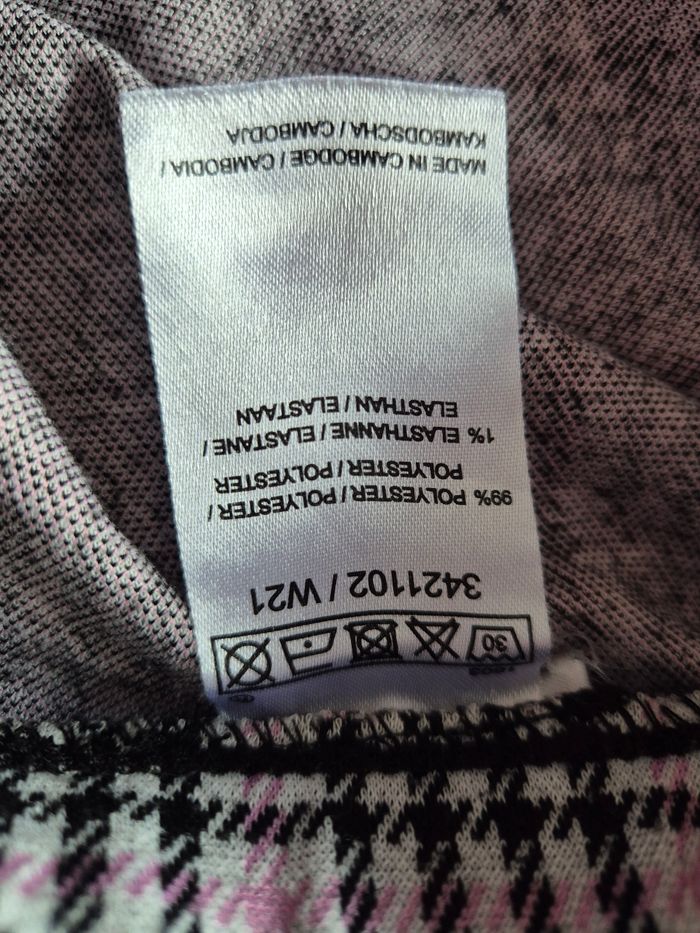 30
3421102 / W21
99% POLYESTER / POLYESTER /
POLYESTER / POLYESTER
1% ELASTHANNE / ELASTANE /
ELASTHAN / ELASTAAN
MADE IN CAMBODGE / CAMBODIA /
KAMBODSCHA / CAMBODJA